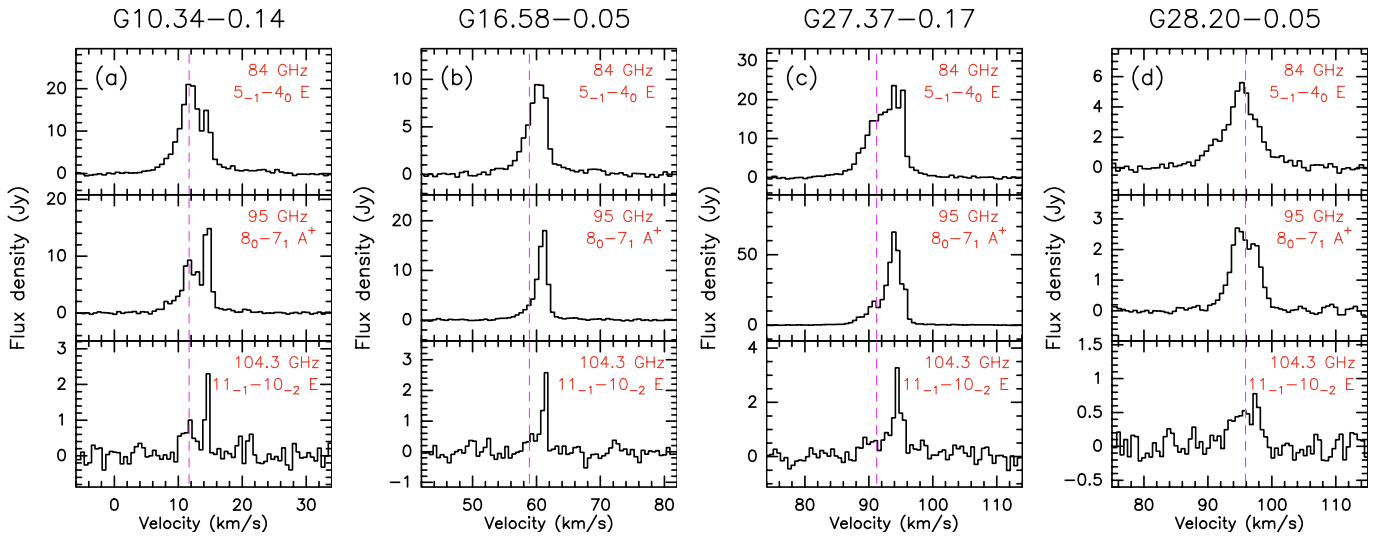 G10.34−0.14
G16.58−0.05
G27.37−0.17
G28.20−0.05
(a)
84 GHz
5₋₁−4₀ E
20
10
0
95 GHz
8₀−7₁ A⁺
20
10
0
104.3 GHz
11₋₁−10₋₂ E
3
2
1
0
0 10 20 30
Velocity (km/s)
Flux density (Jy)
(b)
84 GHz
5₋₁−4₀ E
10
5
0
95 GHz
8₀−7₁ A⁺
20
10
0
104.3 GHz
11₋₁−10₋₂ E
3
2
1
0
−1
50 60 70 80
Velocity (km/s)
Flux density (Jy)
(c)
84 GHz
5₋₁−4₀ E
30
20
10
0
95 GHz
8₀−7₁ A⁺
50
0
104.3 GHz
11₋₁−10₋₂ E
4
2
0
80 90 100 110
Velocity (km/s)
Flux density (Jy)
(d)
84 GHz
5₋₁−4₀ E
6
4
2
0
95 GHz
8₀−7₁ A⁺
3
2
1
0
104.3 GHz
11₋₁−10₋₂ E
1.5
1.0
0.5
0.0
−0.5
80 90 100 110
Velocity (km/s)
Flux density (Jy)